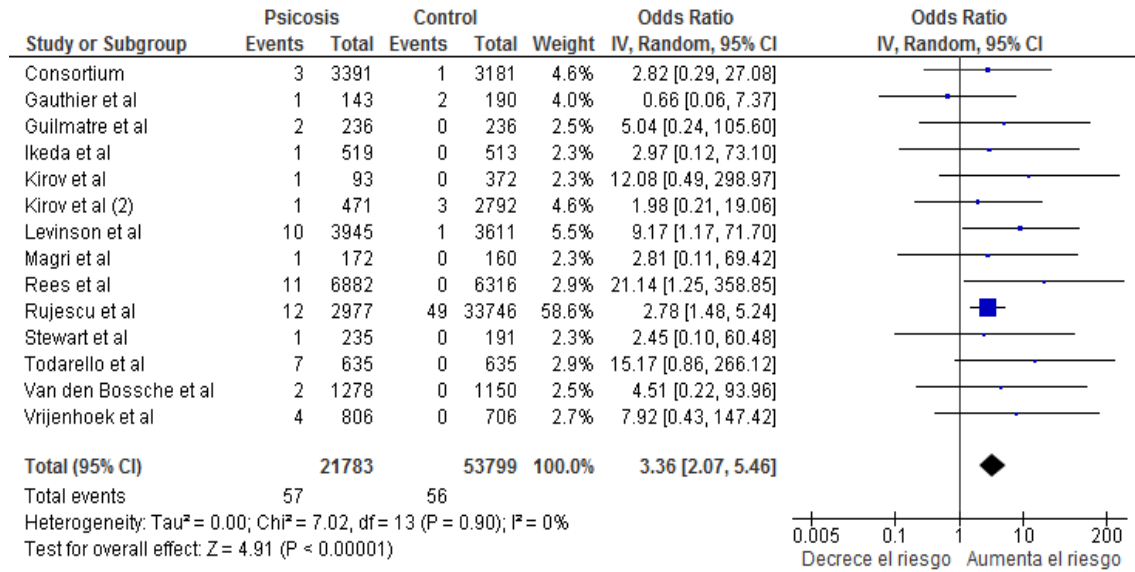 Psicosis Control Odds Ratio Odds Ratio
Study or Subgroup Events Total Events Total Weight IV, Random, 95% CI IV, Random, 95% CI
Consortium 3 3391 1 3181 4.6% 2.82 [0.29, 27.08]
Gauthier et al 1 143 2 190 4.0% 0.66 [0.06, 7.37]
Guilmatre et al 2 236 0 236 2.5% 5.04 [0.24, 105.60]
Ikeda et al 1 519 0 513 2.3% 2.97 [0.12, 73.10]
Kirov et al 1 93 0 372 2.3% 12.08 [0.49, 298.97]
Kirov et al (2) 1 471 3 2792 4.6% 1.98 [0.21, 19.06]
Levinson et al 10 3945 1 3611 5.5% 9.17 [1.17, 71.70]
Magri et al 1 172 0 160 2.3% 2.81 [0.11, 69.42]
Rees et al 11 6882 0 6316 2.9% 21.14 [1.25, 358.85]
Rujescu et al 12 2977 49 33746 58.6% 2.78 [1.48, 5.24]
Stewart et al 1 235 0 191 2.3% 2.45 [0.10, 60.48]
Todarello et al 7 635 0 635 2.8% 15.17 [0.86, 266.12]
Van den Bossche et al 2 1278 0 1150 2.5% 4.51 [0.22, 93.96]
Vrijenhoek et al 4 806 0 706 2.7% 7.92 [0.43, 147.42]
Total (95% CI) 21783 53799 100.0% 3.36 [2.07, 5.46]
Total events 57 56
Heterogeneity: Tau² = 0.00; Chi² = 7.02, df = 13 (P = 0.90); I² = 0%
Test for overall effect: Z = 4.91 (P < 0.00001)
0.005 0.1 1 10 200
Decrece el riesgo Aumenta el riesgo